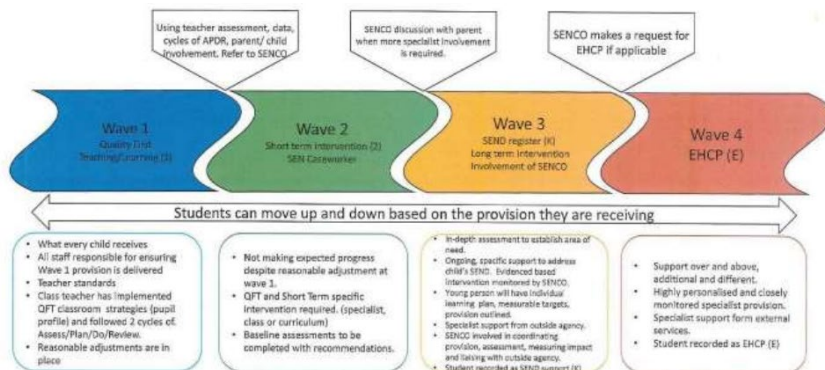 Using teacher assessment, data,
cycles of APDR, parent/ child
involvement. Refer to SENCO
SENCO discussion with parent
when more specialist involvement
is required.
SENCO makes a request for
EHCP if applicable
Wave 1
Quality First
Teaching/Learning (1)
Wave 2
Short term intervention (2)
SEN Caseworker
Wave 3
SEND register (K)
Long term Intervention
Involvement of SENCO
Wave 4
EHCP (E)
Students can move up and down based on the provision they are receiving
• What every child receives
• All staff responsible for ensuring
Wave 1 provision is delivered
• Teacher standards
• Class teacher has implemented
QFT classroom strategies (pupil
profile) and followed 2 cycles of
Assess/Plan/Do/Review.
• Reasonable adjustments are in
place
• Not making expected progress
despite reasonable adjustment at
wave 1.
• QFT and Short Term specific
intervention required. (specialist,
class or curriculum)
• Baseline assessments to be
completed with recommendations.
• In-depth assessment to establish area of
need.
• Ongoing, specific support to address
child's SEND. Evidenced based
intervention monitored by SENCO.
• Young person will have individual
learning plan, measurable targets,
provision outlined.
• Specialist support from outside agency.
• SENCO involved in coordinating
provision, assessment, measuring impact
and liaising with outside agency.
• Student recorded as SEND support (K)
• Support over and above,
additional and different.
• Highly personalised and closely
monitored specialist provision.
• Specialist support form external
services.
• Student recorded as EHCP (E)